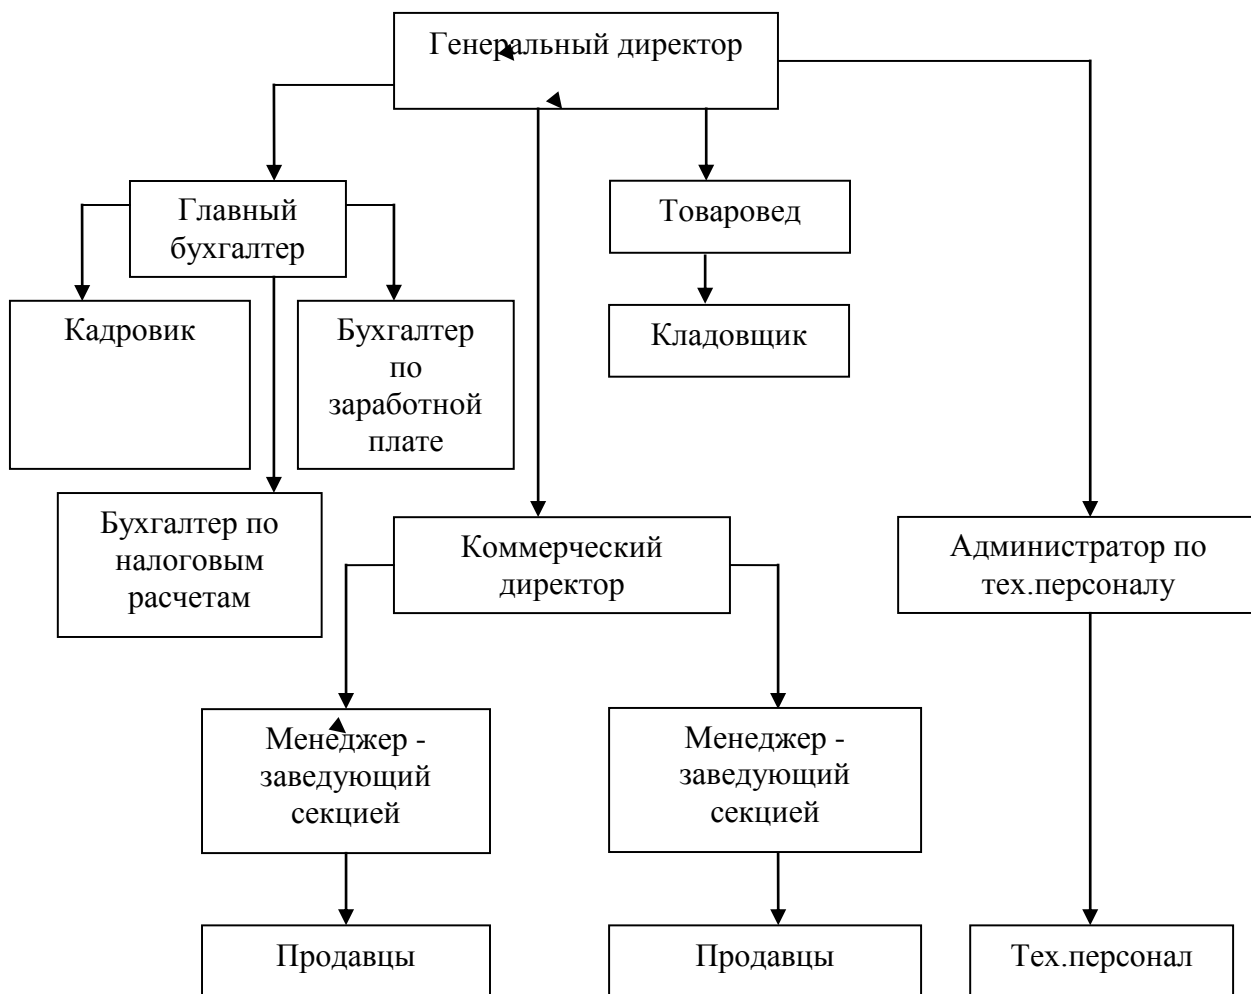 Генеральный директор
Главный
бухгалтер
Товаровед
Кадровик
Бухгалтер
по
заработной
плате
Кладовщик
Бухгалтер по
налоговым
расчетам
Коммерческий
директор
Администратор по
тех.персоналу
Менеджер -
заведующий
секцией
Менеджер -
заведующий
секцией
Продавцы
Продавцы
Тех.персонал